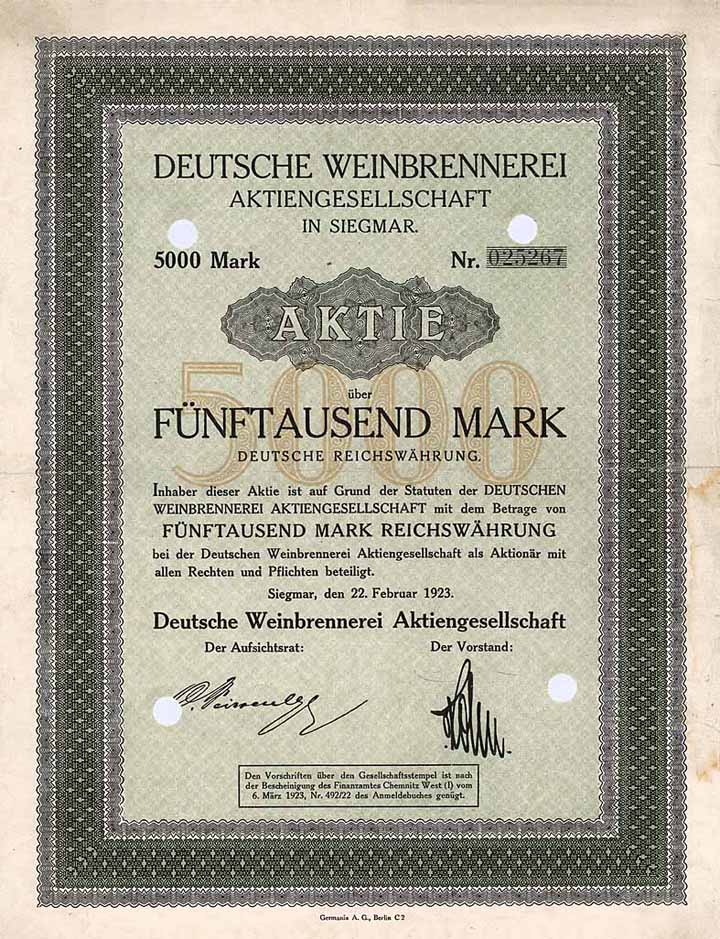 DEUTSCHE WEINBRENNEREI
AKTIENGESELLSCHAFT
IN SIEGMAR.
5000 Mark Nr. 025267
AKTIE
5000
über
FÜNFTAUSEND MARK
DEUTSCHE REICHSWÄHRUNG.
Inhaber dieser Aktie ist auf Grund der Statuten der DEUTSCHEN
WEINBRENNEREI AKTIENGESELLSCHAFT mit dem Betrage von
FÜNFTAUSEND MARK REICHSWÄHRUNG
bei der Deutschen Weinbrennerei Aktiengesellschaft als Aktionär mit
allen Rechten und Pflichten beteiligt.
Siegmar, den 22. Februar 1923.
Deutsche Weinbrennerei Aktiengesellschaft
Der Aufsichtsrat: Der Vorstand:
Den Vorschriften über den Gesellschaftsstempel ist nach
der Bescheinigung des Finanzamtes Chemnitz West (I) vom
6. März 1923, Nr. 492/22 des Anmeldebuches genügt.
Germania A. G., Berlin C 2